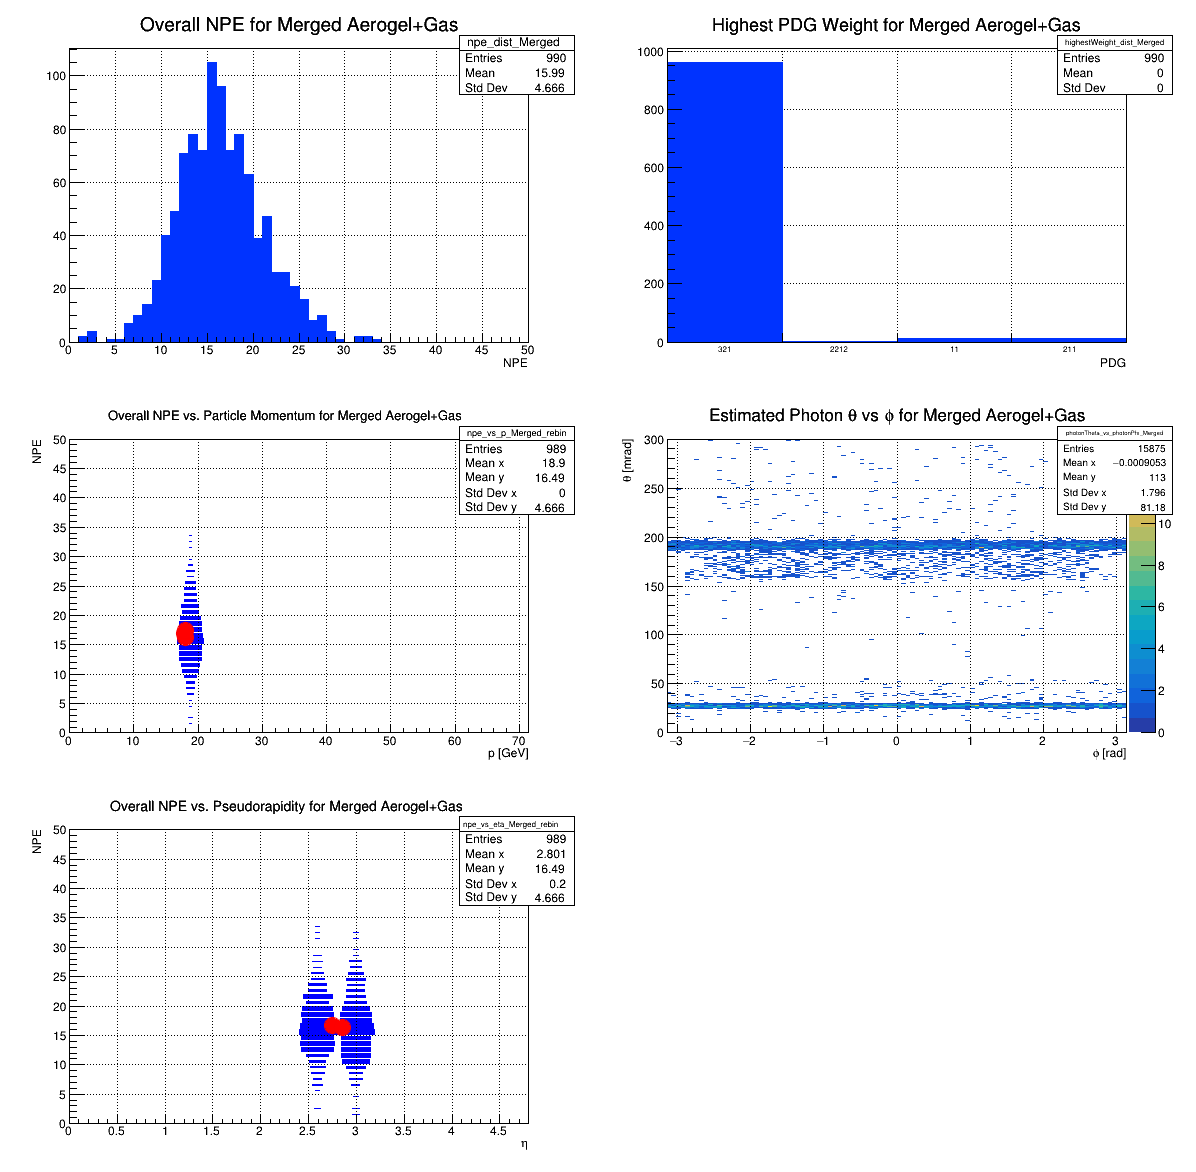 Overall NPE for Merged Aerogel+Gas
npe_dist_Merged
Entries 990
Mean 15.99
Std Dev 4.666
100
80
60
40
20
0
0 5 10 15 20 25 30 35 40 45 50
NPE
Highest PDG Weight for Merged Aerogel+Gas
highestWeight_dist_Merged
Entries 990
Mean 0
Std Dev 0
1000
800
600
400
200
0
321 2212 11 211
PDG
Overall NPE vs. Particle Momentum for Merged Aerogel+Gas
npe_vs_p_Merged_rebin
Entries 989
Mean x 18.9
Mean y 16.49
Std Dev x 0
Std Dev y 4.666
NPE
50
45
40
35
30
25
20
15
10
5
0
0 10 20 30 40 50 60 70
p [GeV]
Estimated Photon θ vs ϕ for Merged Aerogel+Gas
photonTheta_vs_photonPhi_Merged
Entries 15875
Mean x −0.0009053
Mean y 113
Std Dev x 1.796
Std Dev y 81.18
θ [mrad]
300
250
200
150
100
50
0
−3 −2 −1 0 1 2 3
ϕ [rad]
10
8
6
4
2
0
Overall NPE vs. Pseudorapidity for Merged Aerogel+Gas
npe_vs_eta_Merged_rebin
Entries 989
Mean x 2.801
Mean y 16.49
Std Dev x 0.2
Std Dev y 4.666
NPE
50
45
40
35
30
25
20
15
10
5
0
0 0.5 1 1.5 2 2.5 3 3.5 4 4.5
η